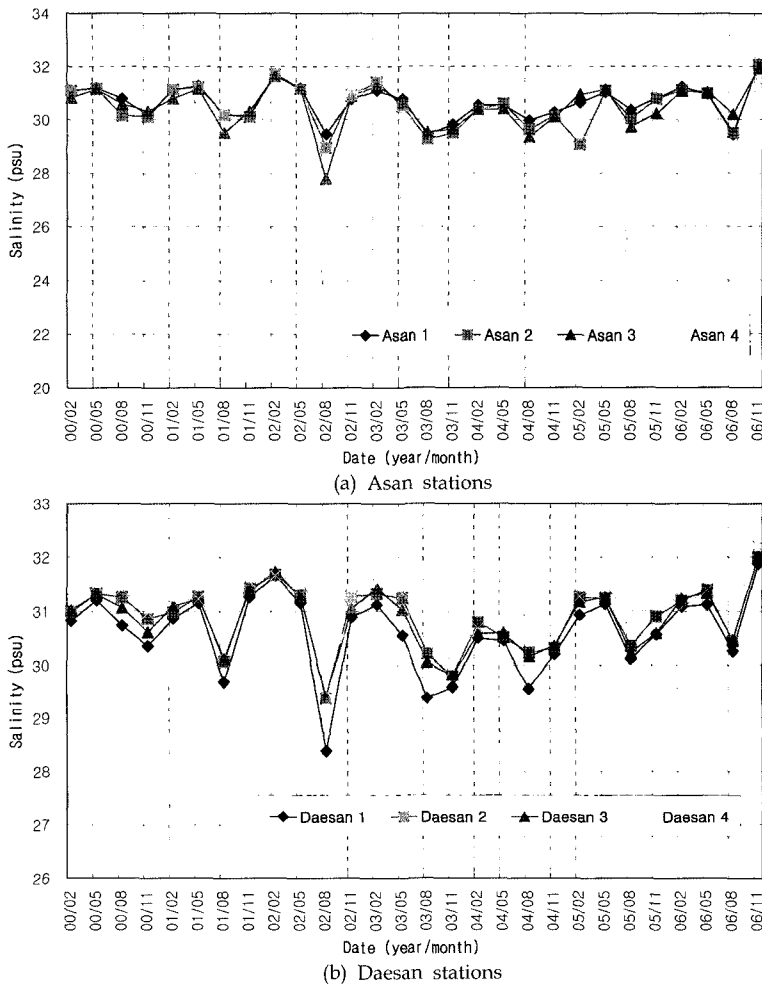 34
32
30
28
26
24
22
20
Salinity (psu)
Asan 1 Asan 2 Asan 3 Asan 4
00/02 00/05 00/08 00/11 01/02 01/05 01/08 01/11 02/02 02/05 02/08 02/11 03/02 03/05 03/08 03/11 04/02 04/05 04/08 04/11 05/02 05/05 05/08 05/11 06/02 06/05 06/08 06/11
Date (year/month)
(a) Asan stations
33
32
31
30
29
28
27
26
Salinity (psu)
Daesan 1 Daesan 2 Daesan 3 Daesan 4
00/02 00/05 00/08 00/11 01/02 01/05 01/08 11/10 02/02 02/05 02/08 02/11 03/02 03/05 03/08 03/11 04/02 04/05 04/08 04/11 05/02 05/05 05/08 05/11 06/02 06/05 06/08 06/11
Date (year/month)
(b) Daesan stations